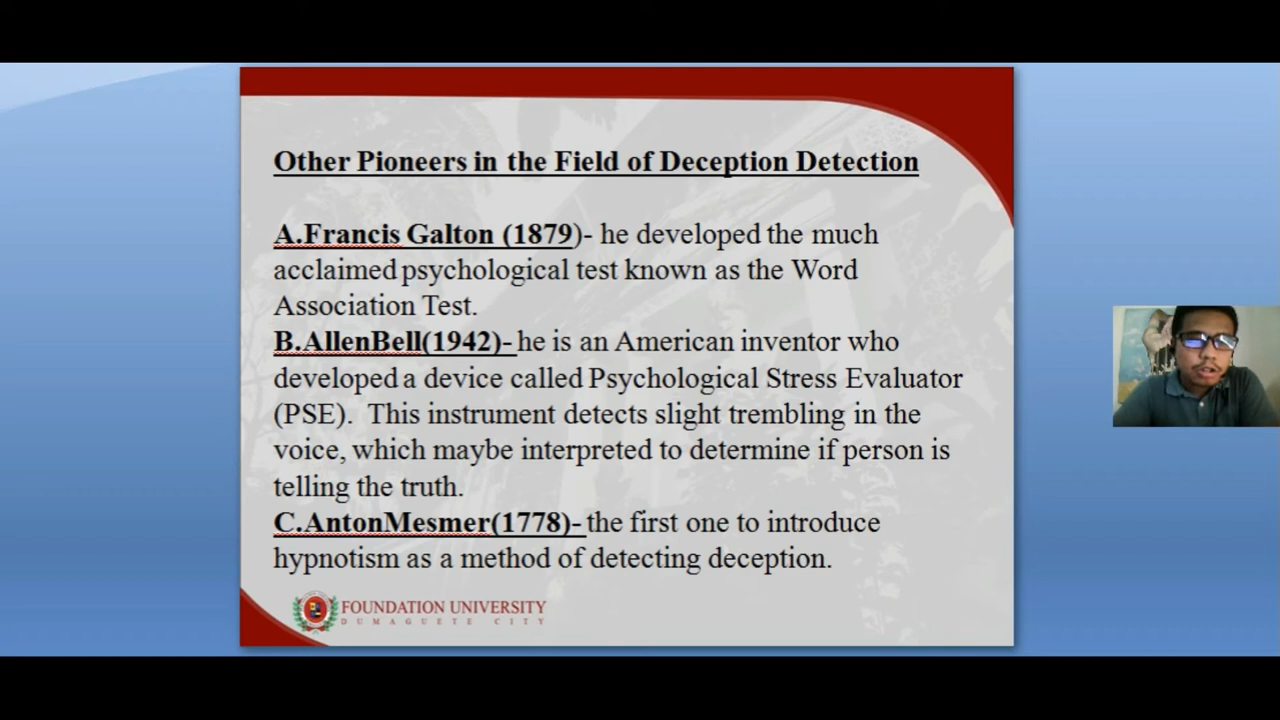 Other Pioneers in the Field of Deception Detection
A.Francis Galton (1879)- he developed the much
acclaimed psychological test known as the Word
Association Test.
B.AllenBell(1942)- he is an American inventor who
developed a device called Psychological Stress Evaluator
(PSE). This instrument detects slight trembling in the
voice, which maybe interpreted to determine if person is
telling the truth.
C.AntonMesmer(1778)- the first one to introduce
hypnotism as a method of detecting deception.
FOUNDATION UNIVERSITY
DUMAGUETE CITY